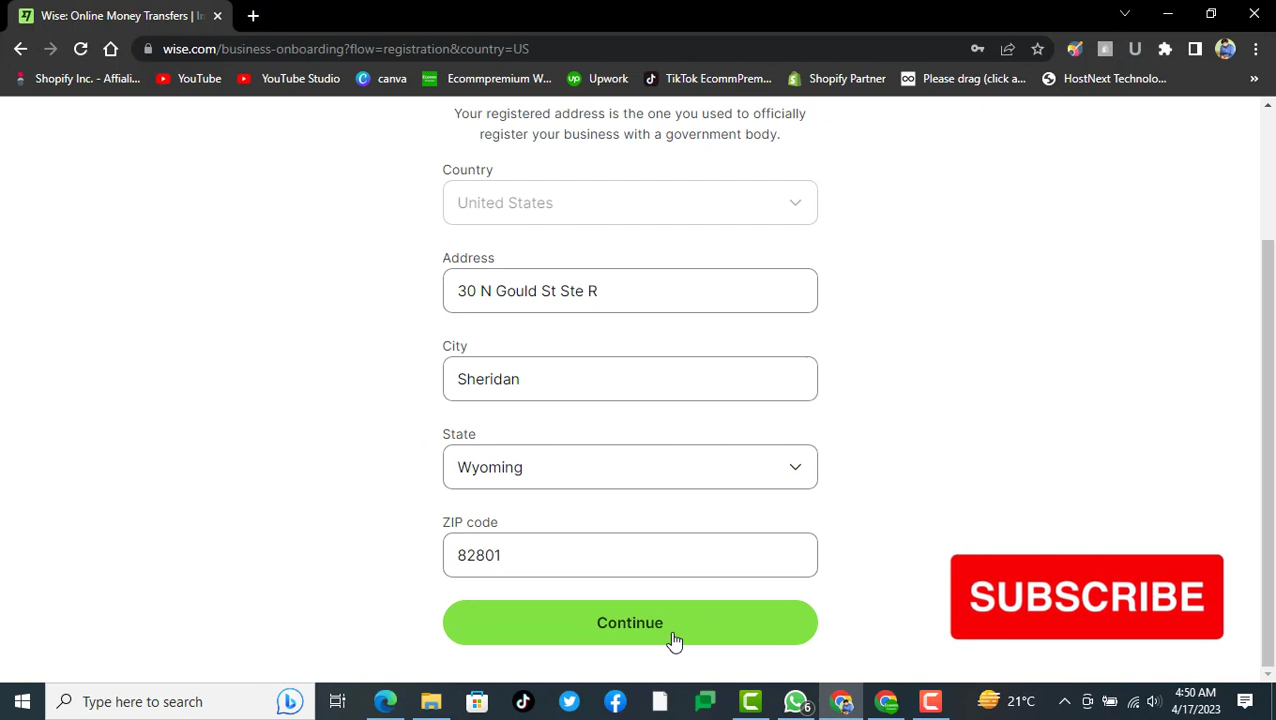 Wise: Online Money Transfers | In
wise.com/business-onboarding?flow=registration&country=US
Shopify Inc. - Affiali...
YouTube
YouTube Studio
canva
Ecommpremium W...
Upwork
TikTok EcommPrem...
Shopify Partner
Please drag (click a...
HostNext Technolo...
»
Your registered address is the one you used to officially
register your business with a government body.
Country
United States
Address
30 N Gould St Ste R
City
Sheridan
State
Wyoming
ZIP code
82801
Continue
SUBSCRIBE
Type here to search
6
21°C
4:50 AM
4/17/2023